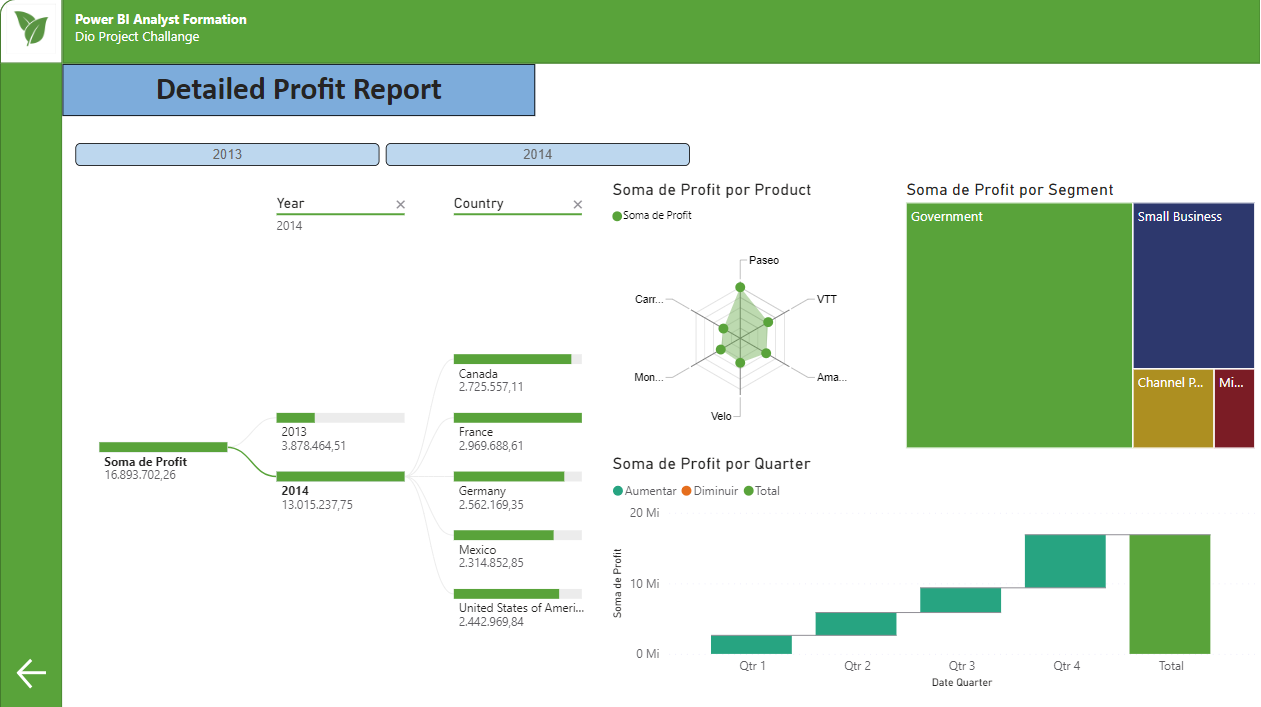 Power BI Analyst Formation
Dio Project Challange
Detailed Profit Report
2013
2014
Year
2014
Country
Soma de Profit
16.893.702,26
2013
3.878.464,51
2014
13.015.237,75
Canada
2.725.557,11
France
2.969.688,61
Germany
2.562.169,35
Mexico
2.314.852,85
United States of Ameri...
2.442.969,84
Soma de Profit por Product
Soma de Profit
Paseo
VTT
Ama...
Velo
Mon...
Carr...
Soma de Profit por Segment
Government
Small Business
Channel P...
Mi...
Soma de Profit por Quarter
Aumentar Diminuir Total
20 Mi
10 Mi
0 Mi
Soma de Profit
Qtr 1 Qtr 2 Qtr 3 Qtr 4 Total
Date Quarter